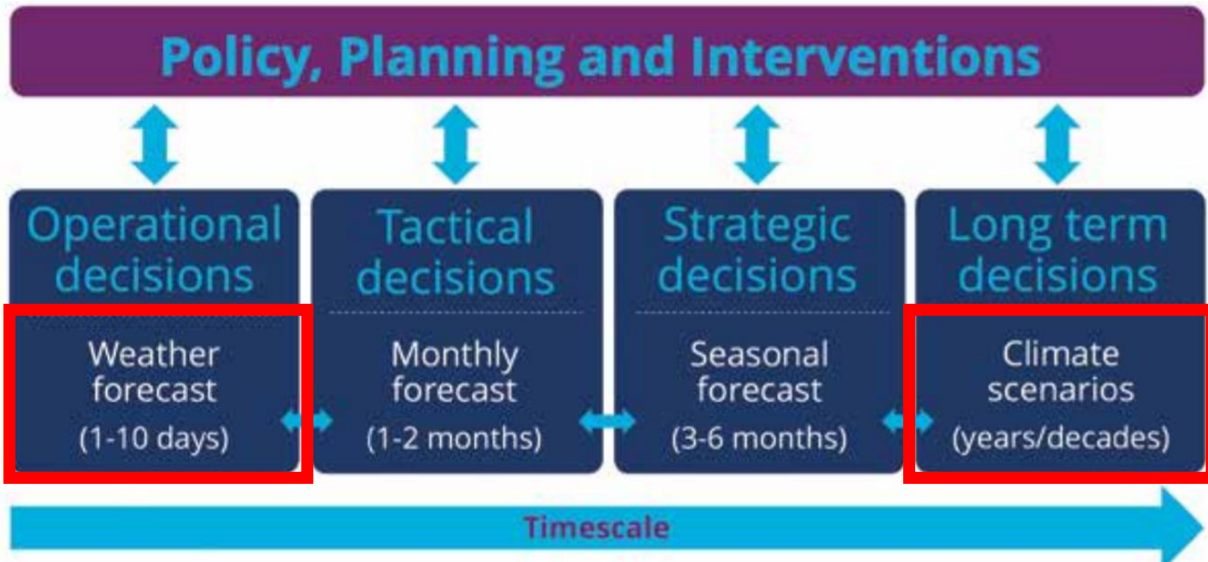 Policy, Planning and Interventions
Operational
decisions
Weather
forecast
(1-10 days)
Tactical
decisions
Monthly
forecast
(1-2 months)
Strategic
decisions
Seasonal
forecast
(3-6 months)
Long term
decisions
Climate
scenarios
(years/decades)
Timescale